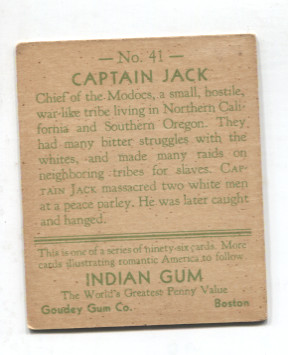 — No. 41 —
CAPTAIN JACK
Chief of the Modocs, a small, hostile,
war-like tribe living in Northern Cali-
fornia and Southern Oregon. They
had many bitter struggles with the
whites, and made many raids on
neighboring tribes for slaves. CAP-
TAIN JACK massacred two white men
at a peace parley. He was later caught
and hanged.
This is one of a series of ninety-six cards. More
cards illustrating romantic America to follow
INDIAN GUM
The World's Greatest Penny Value
Goudey Gum Co. Boston